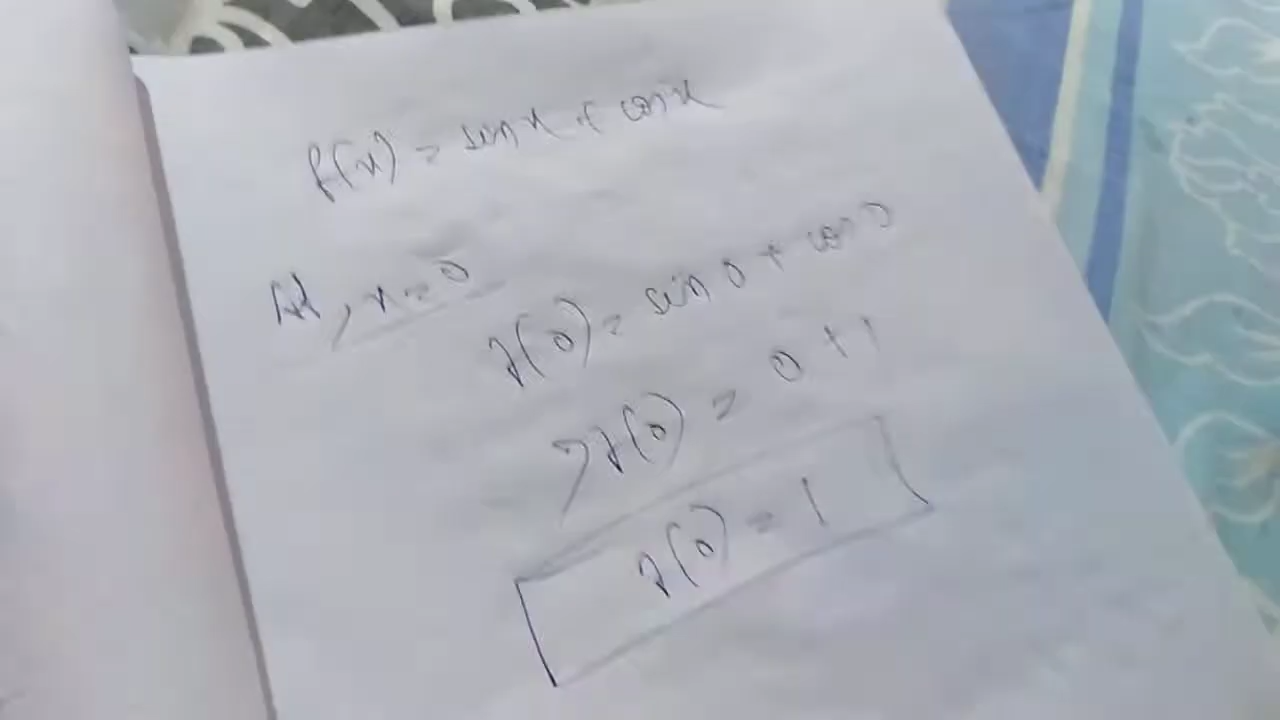 f(x) = sin x + cos x
At, x = 0
f(0) = sin 0 + cos 0
⇒ f(0) = 0 + 1
f(0) = 1